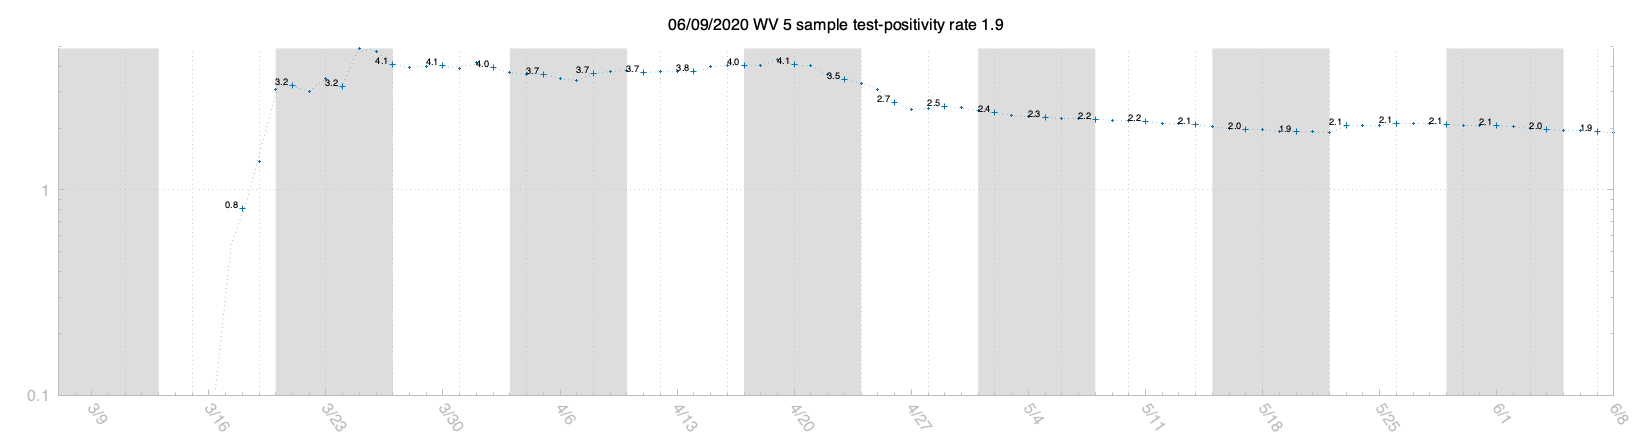 06/09/2020 WV 5 sample test-positivity rate 1.9
0.8 3.2 3.2 4.1 4.1 4.0 3.7 3.7 3.7 3.8 4.0 4.1 3.5 2.7 2.5 2.4 2.3 2.2 2.2 2.1 2.0 1.9 2.1 2.1 2.1 2.1 2.0 1.9
1
0.1
3/9 3/16 3/23 3/30 4/6 4/13 4/20 4/27 5/4 5/11 5/18 5/25 6/1 6/8